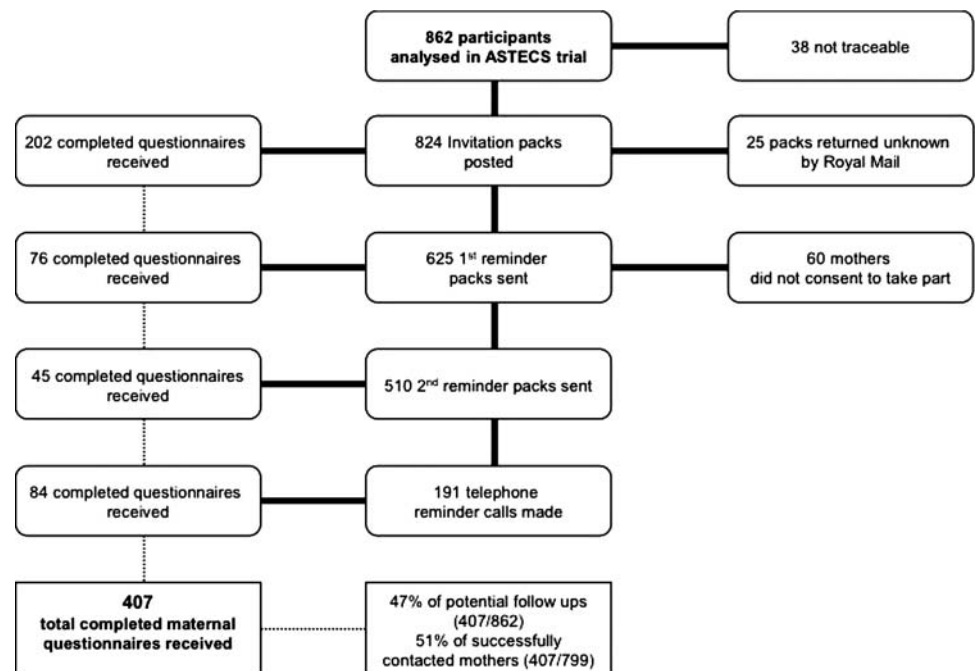 862 participants
analysed in ASTECS trial
38 not traceable
202 completed questionnaires
received
824 Invitation packs
posted
25 packs returned unknown
by Royal Mail
76 completed questionnaires
received
625 1st reminder
packs sent
60 mothers
did not consent to take part
45 completed questionnaires
received
510 2nd reminder packs sent
84 completed questionnaires
received
191 telephone
reminder calls made
407
total completed maternal
questionnaires received
47% of potential follow ups
(407/862)
51% of successfully
contacted mothers (407/799)